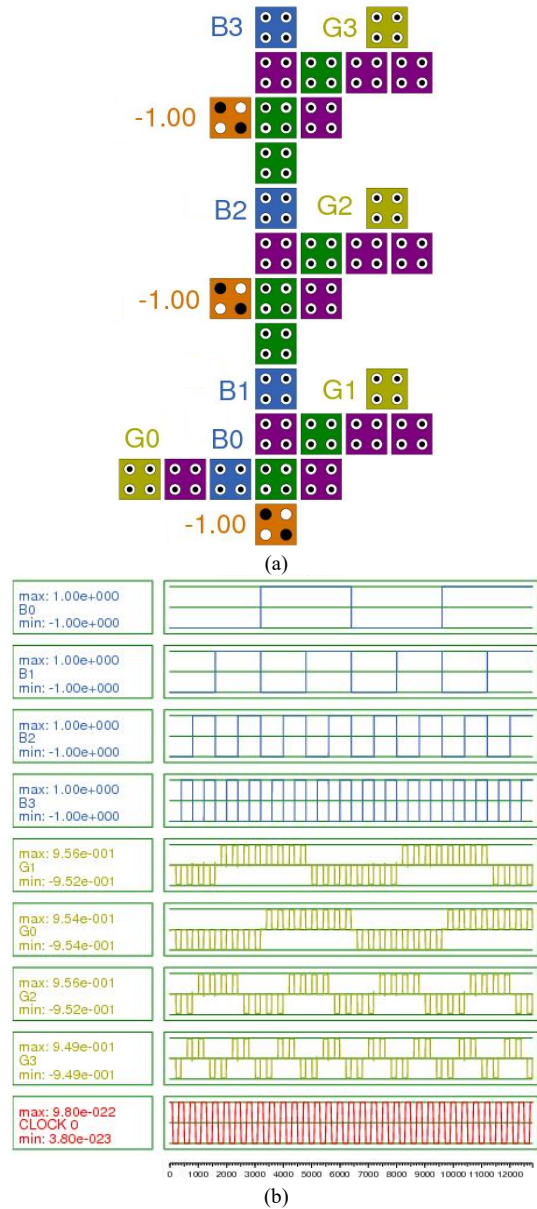 B3 G3
-1.00
B2 G2
-1.00
B1 G1
G0 B0
-1.00
(a)
max: 1.00e+000
B0
min: -1.00e+000
max: 1.00e+000
B1
min: -1.00e+000
max: 1.00e+000
B2
min: -1.00e+000
max: 1.00e+000
B3
min: -1.00e+000
max: 9.56e-001
G1
min: -9.52e-001
max: 9.54e-001
G0
min: -9.54e-001
max: 9.56e-001
G2
min: -9.52e-001
max: 9.49e-001
G3
min: -9.49e-001
max: 9.80e-022
CLOCK 0
min: 3.80e-023
0 1000 2000 3000 4000 5000 6000 7000 8000 9000 10000 11000 12000
(b)